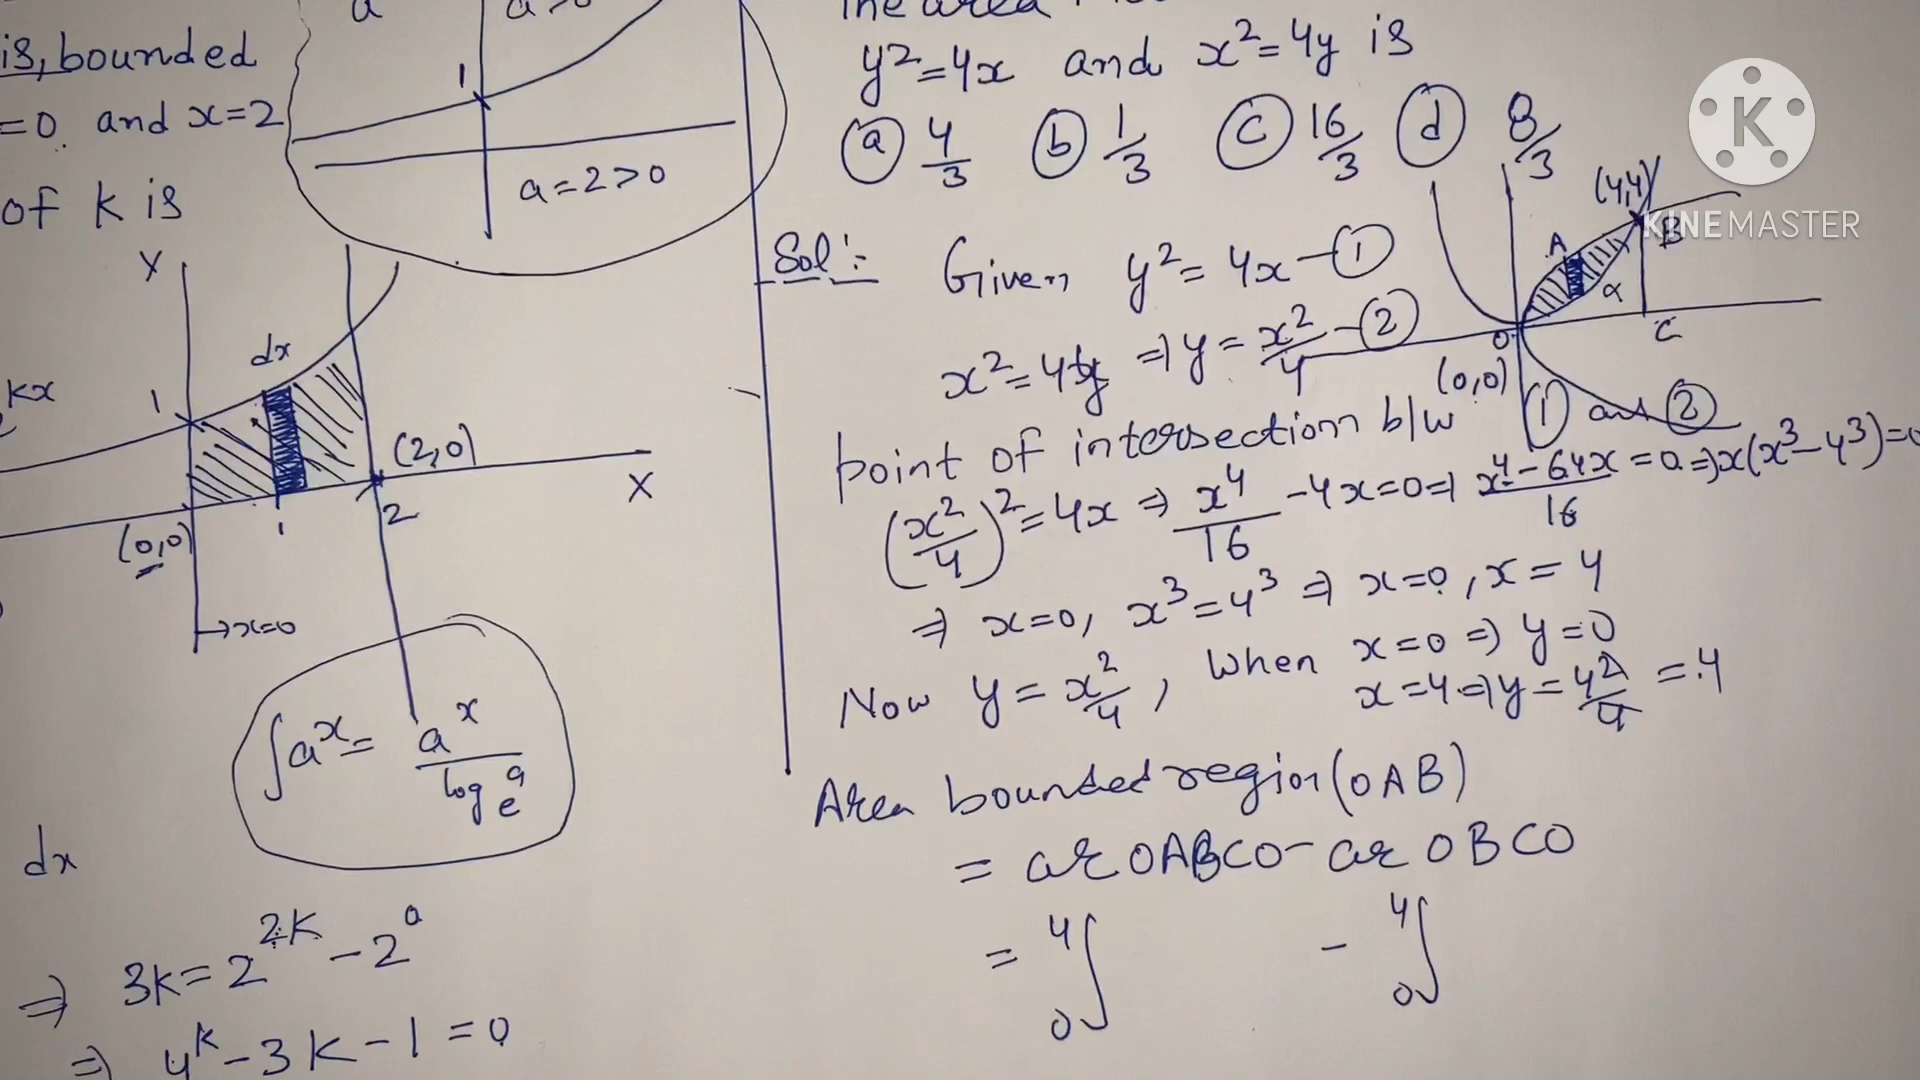 is, bounded
=0 and x=2
of k is
a
a>0
1
a=2>0
Y
dx
kx
1
(2,0)
X
2
(0,0)
1
→x=0
∫a^x = a^x/log_e^a
dx
⇒ 3k=2^2k-2^0
⇒ 4^k-3k-1=0
The area
y²=4x and x²=4y is
(a) 4/3 (b) 1/3 (c) 16/3 (d) 8/3
K
KINEMASTER
(4,4)
A
B
O
C
(0,0)
Sol:- Given y²=4x-(1)
x²=4y ⇒ y=x²/4-(2)
point of intersection b/w (1) and (2)
(x²/4)²=4x ⇒ x⁴/16-4x=0 ⇒ x⁴-64x/16=0 ⇒ x(x³-4³)=0
⇒ x=0, x³=4³ ⇒ x=0, x=4
Now y=x²/4, When x=0 ⇒ y=0
x=4 ⇒ y=4²/4=4
Area bounded region (OAB)
= ar OABCO - ar OBCO
= 4∫0 - 4∫0